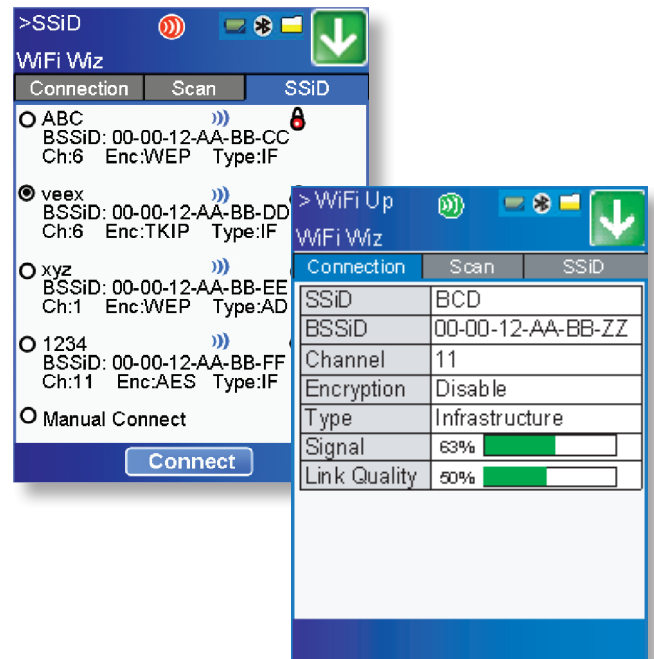 >SSiD
WiFi Wiz
Connection Scan SSiD
ABC
BSSiD: 00-00-12-AA-BB-CC
Ch:6 Enc:WEP Type:IF
veex
BSSiD: 00-00-12-AA-BB-DD
Ch:6 Enc:TKIP Type:IF
xyz
BSSiD: 00-00-12-AA-BB-EE
Ch:1 Enc:WEP Type:AD
1234
BSSiD: 00-00-12-AA-BB-FF
Ch:11 Enc:AES Type:IF
Manual Connect
Connect
>WiFi Up
WiFi Wiz
Connection Scan SSiD
SSiD BCD
BSSiD 00-00-12-AA-BB-ZZ
Channel 11
Encryption Disable
Type Infrastructure
Signal 63%
Link Quality 50%